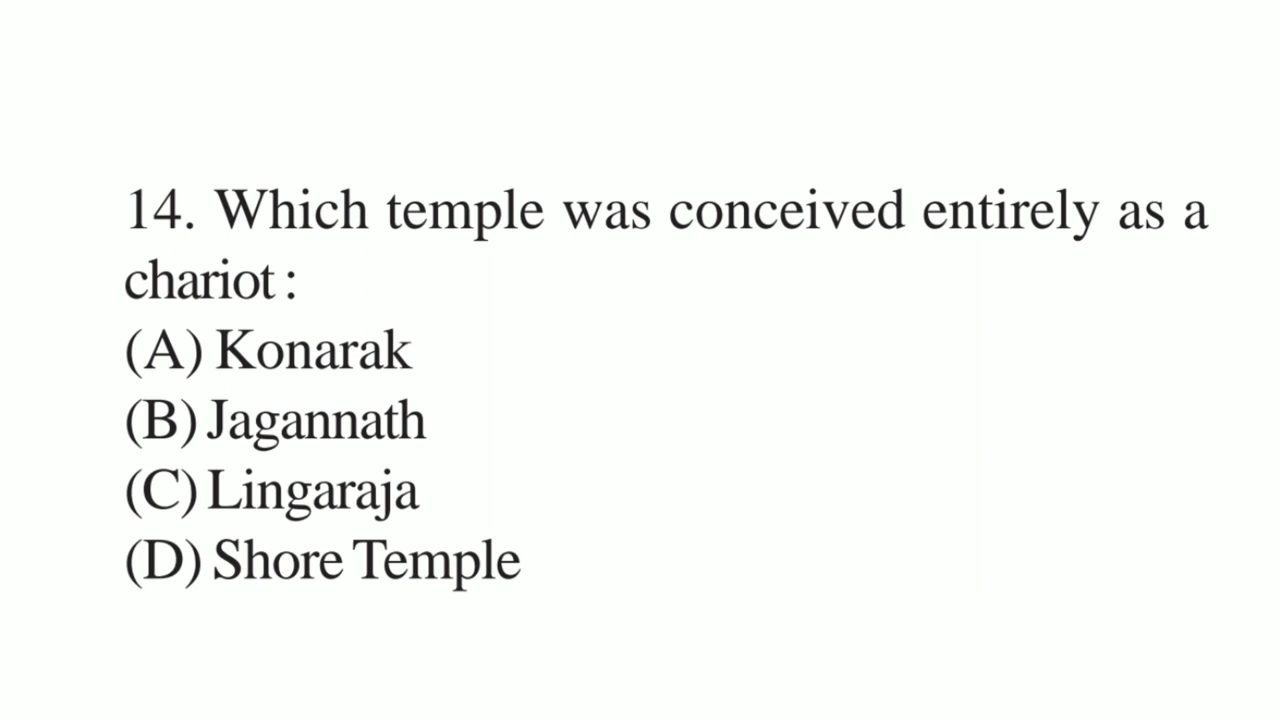 14. Which temple was conceived entirely as a
chariot :
(A) Konarak
(B) Jagannath
(C) Lingaraja
(D) Shore Temple